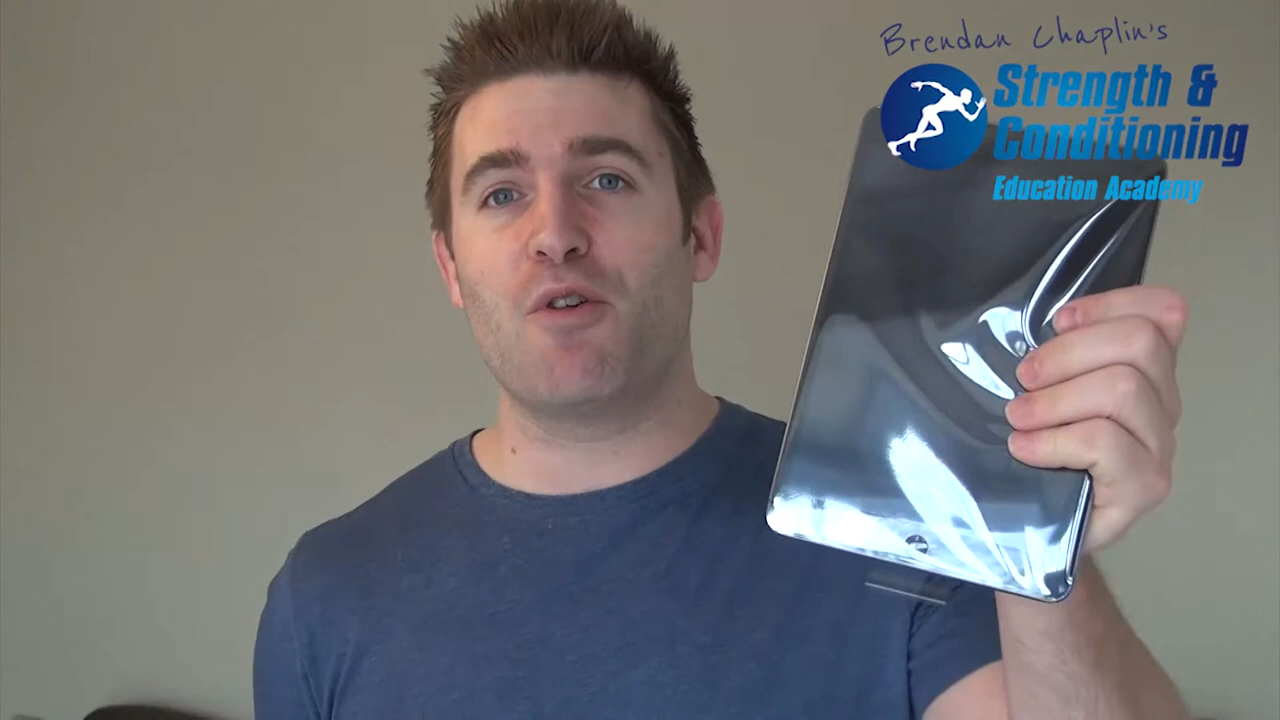 Brendan Chaplin's
Strength &
Conditioning
Education Academy